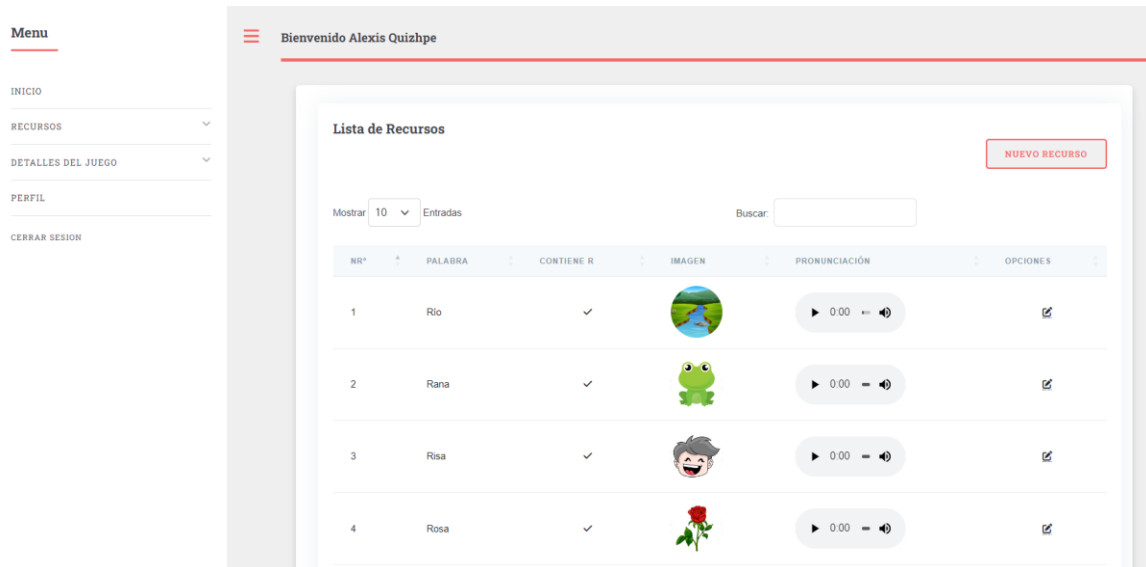 Menu
INICIO
RECURSOS
DETALLES DEL JUEGO
PERFIL
CERRAR SESION
Bienvenido Alexis Quizhpe
Lista de Recursos
NUEVO RECURSO
Mostrar 10 Entradas Buscar:
NRº PALABRA CONTIENE R IMAGEN PRONUNCIACIÓN OPCIONES
1 Río 0:00
2 Rana 0:00
3 Risa 0:00
4 Rosa 0:00